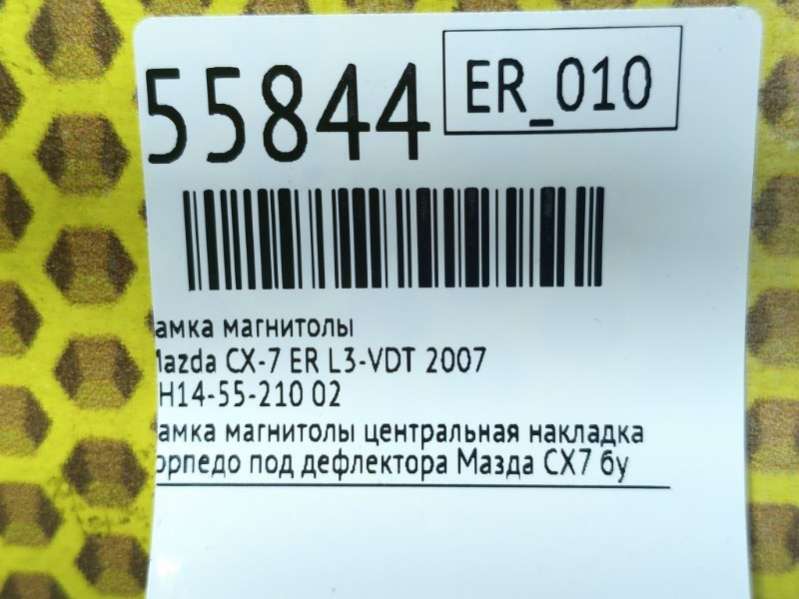 55844
ER_010
амка магнитолы
Mazda CX-7 ER L3-VDT 2007
H14-55-210 02
амка магнитолы центральная накладка
орпедо под дефлектора Мазда CX7 бу